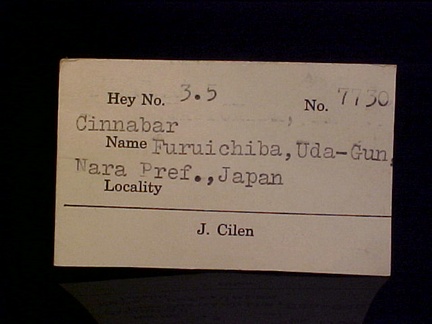 Hey No. 3.5 No. 7730
Cinnabar
Name Furuichiba, Uda-Gun,
Nara Pref., Japan
Locality
J. Cilen